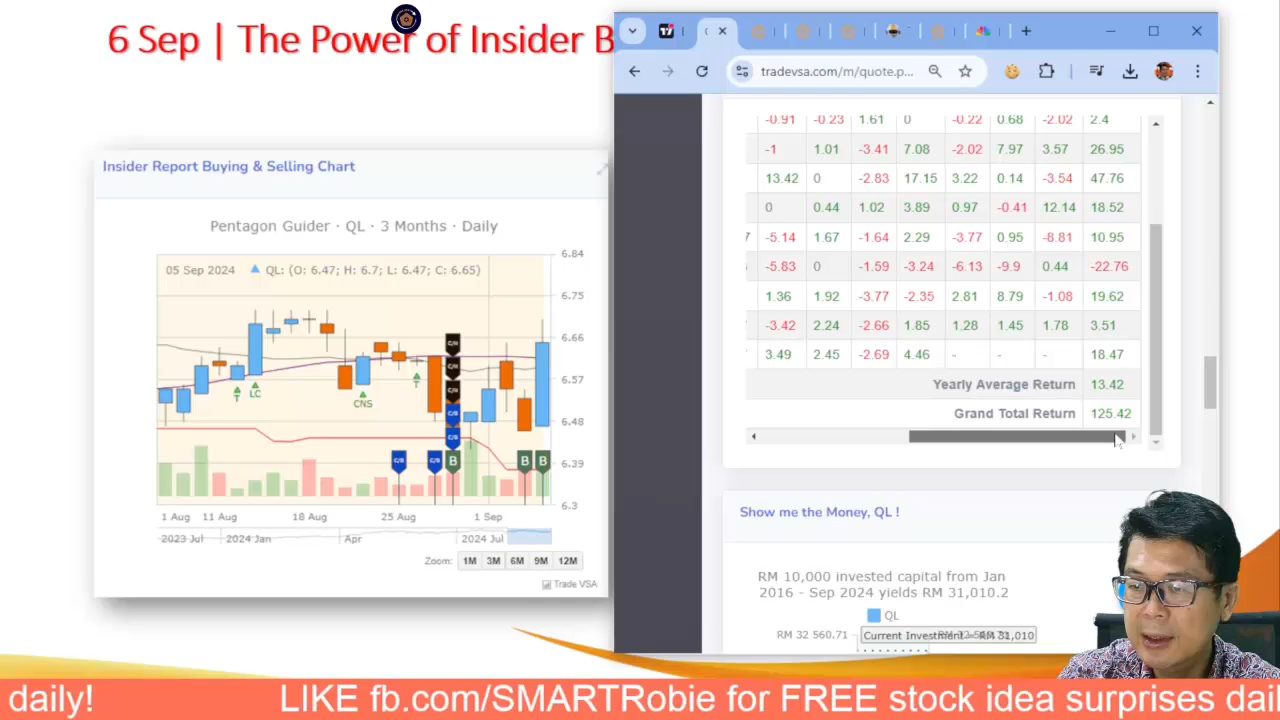 6 Sep | The Power of Insider B
tradevsa.com/m/quote.p...
Insider Report Buying & Selling Chart
Pentagon Guider · QL · 3 Months · Daily
05 Sep 2024 QL: (O: 6.47; H: 6.7; L: 6.47; C: 6.65)
6.84
6.75
6.66
6.57
6.48
6.39
6.3
T LC CNS T
C/H
C/H
C/H
C/B
C/B
C/B C/B B B B
1 Aug 11 Aug 18 Aug 25 Aug 1 Sep
2023 Jul 2024 Jan Apr 2024 Jul
Zoom: 1M 3M 6M 9M 12M
Trade VSA
-0.91 -0.23 1.61 0 -0.22 0.68 -2.02 2.4
-1 1.01 -3.41 7.08 -2.02 7.97 3.57 26.95
13.42 0 -2.83 17.15 3.22 0.14 -3.54 47.76
0 0.44 1.02 3.89 0.97 -0.41 12.14 18.52
7 -5.14 1.67 -1.64 2.29 -3.77 0.95 -8.81 10.95
-5.83 0 -1.59 -3.24 -6.13 -9.9 0.44 -22.76
1.36 1.92 -3.77 -2.35 2.81 8.79 -1.08 19.62
-3.42 2.24 -2.66 1.85 1.28 1.45 1.78 3.51
3.49 2.45 -2.69 4.46 - - - 18.47
Yearly Average Return 13.42
Grand Total Return 125.42
Show me the Money, QL !
RM 10,000 invested capital from Jan
2016 - Sep 2024 yields RM 31,010.2
QL
RM 32 560.71 Current Investment = RM 31,010
daily! LIKE fb.com/SMARTRobie for FREE stock idea surprises dai